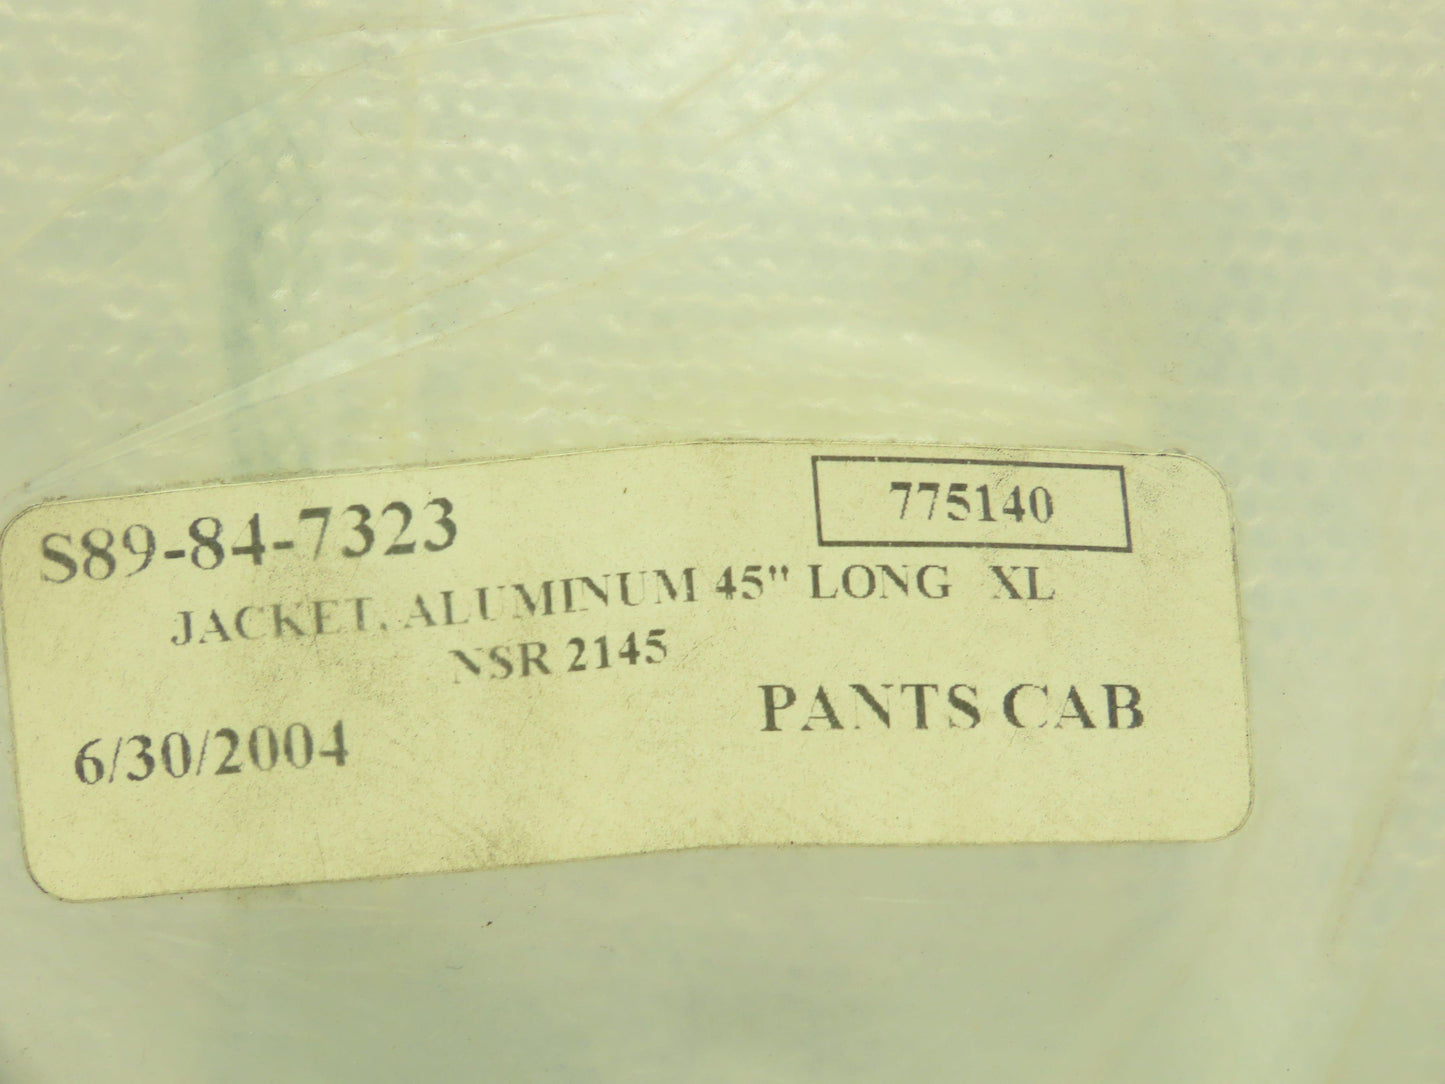 S89-84-7323
775140
JACKET, ALUMINUM 45" LONG XL
NSR 2145
PANTS CAB
6/30/2004